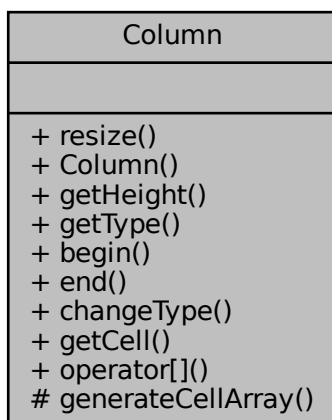 Column
+ resize()
+ Column()
+ getHeight()
+ getType()
+ begin()
+ end()
+ changeType()
+ getCell()
+ operator[]()
# generateCellArray()